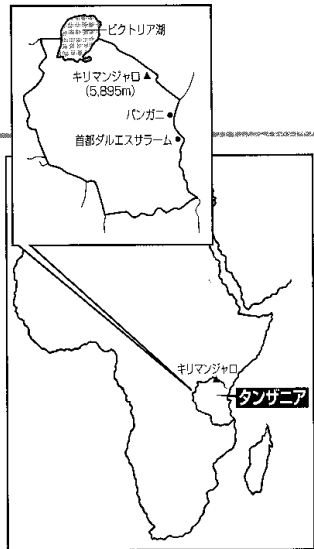 ビクトリア湖
キリマンジャロ▲
(5,895m)
パンガニ
首都ダルエスサラーム
キリマンジャロ
タンザニア